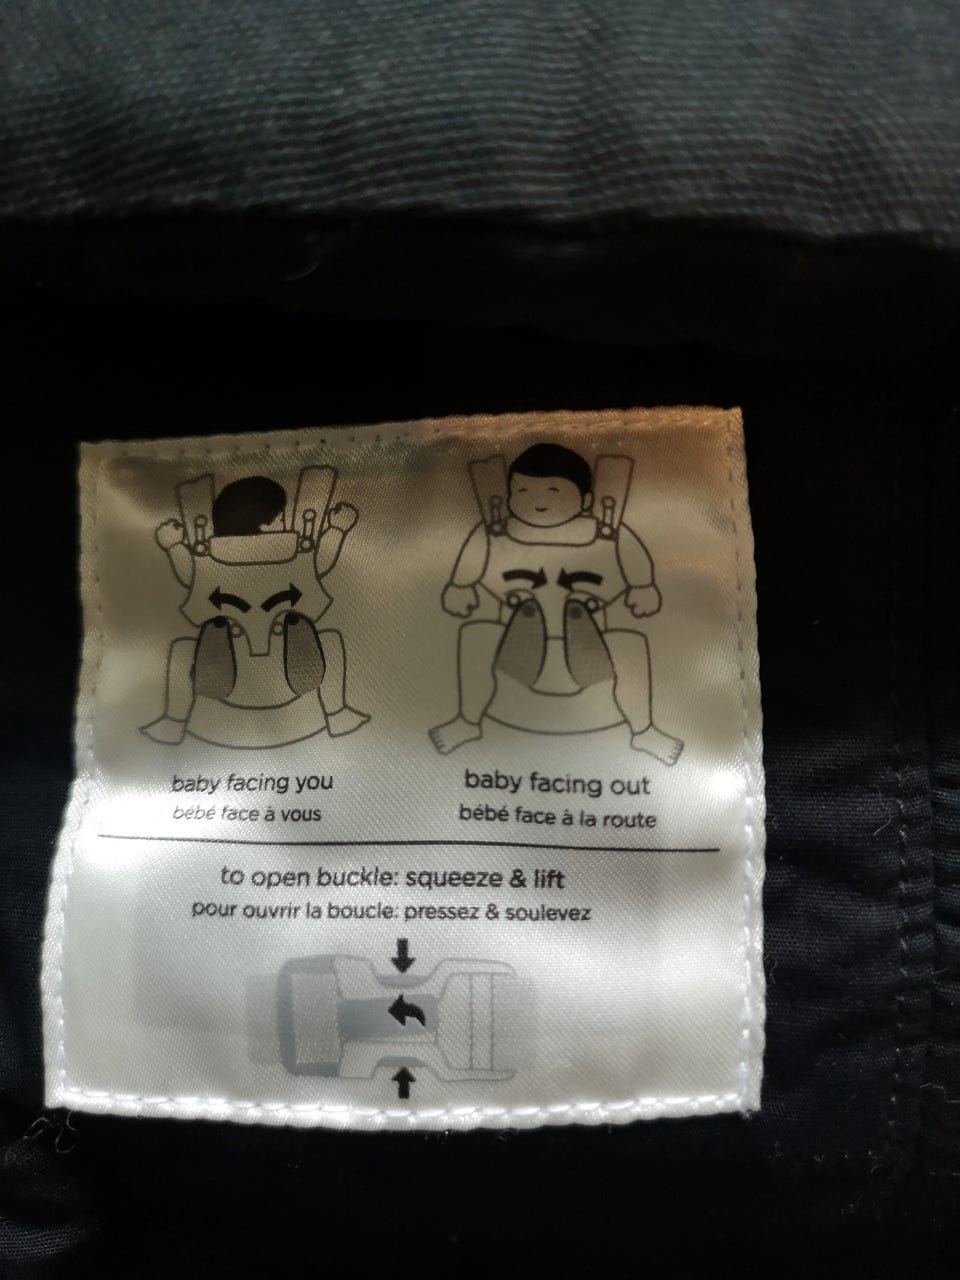 baby facing you
bébé face à vous
baby facing out
bébé face à la route
to open buckle: squeeze & lift
pour ouvrir la boucle: pressez & soulevez